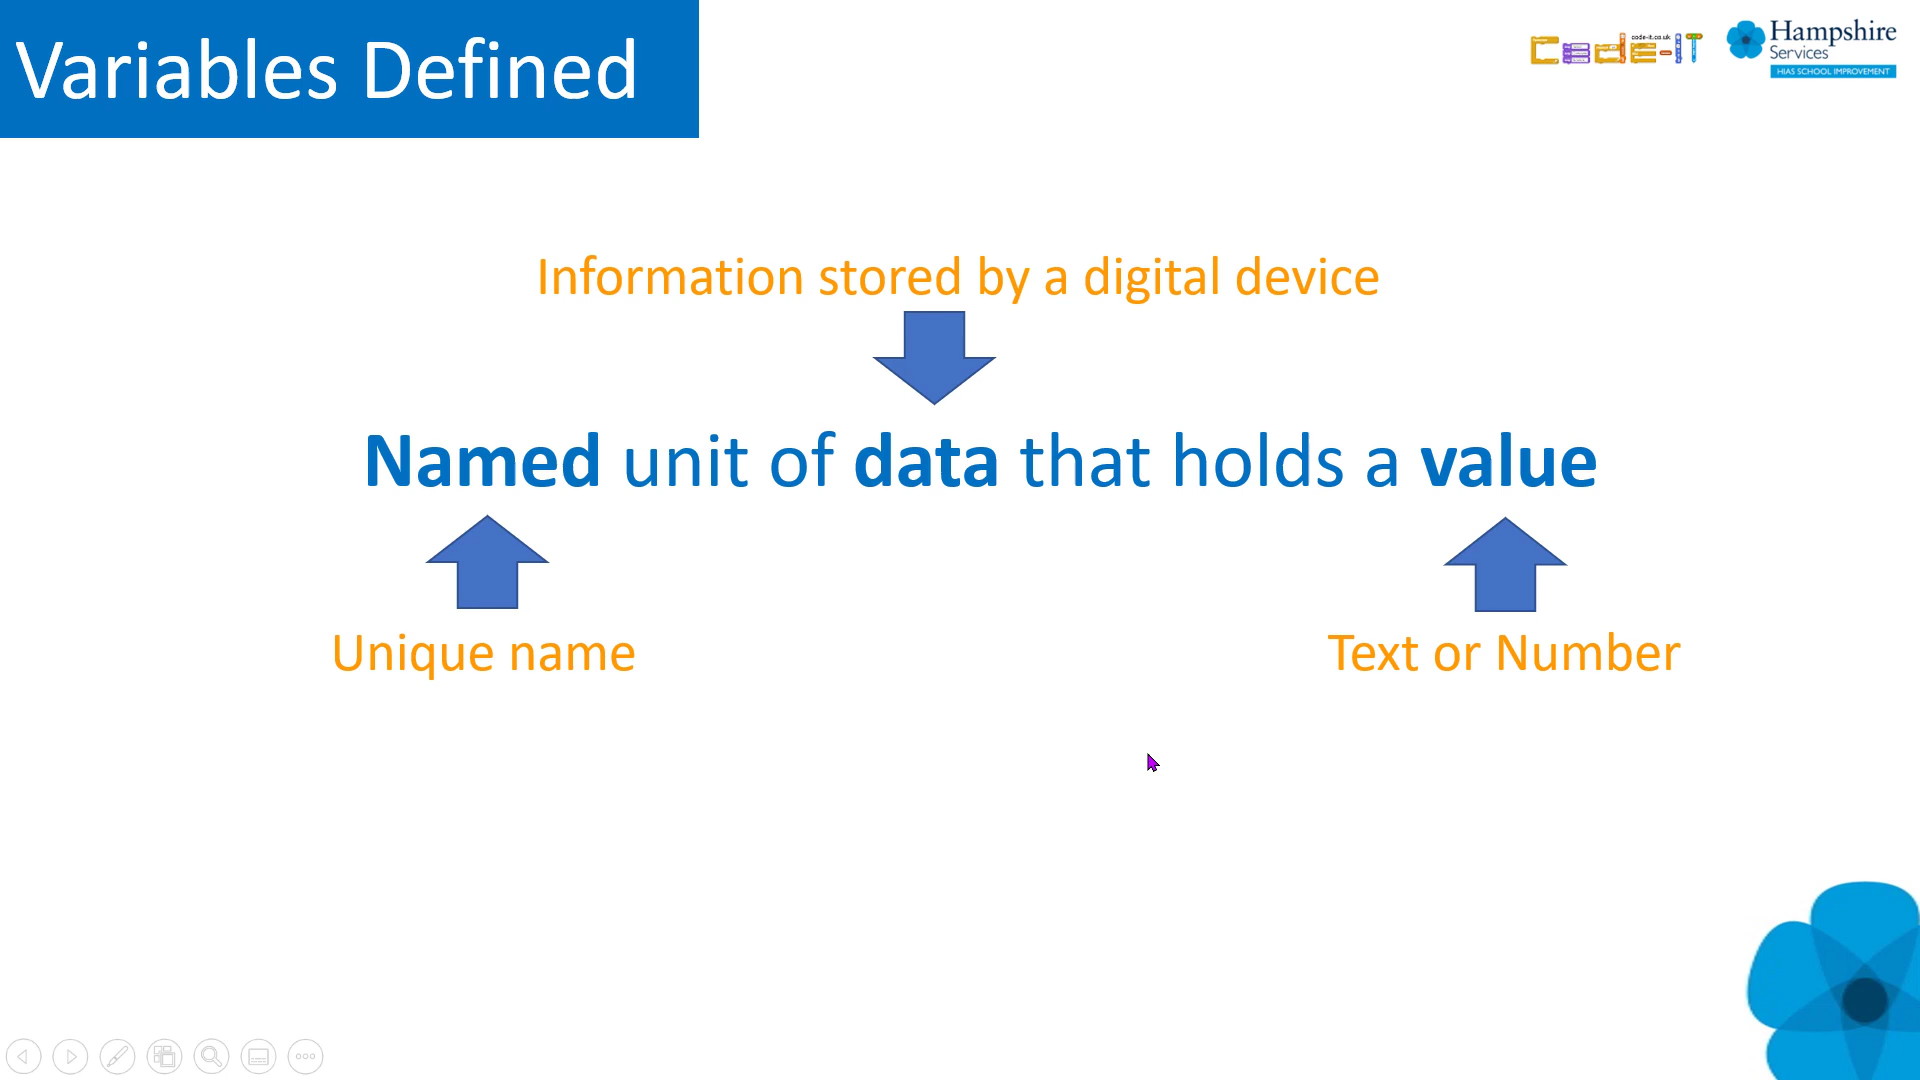 Variables Defined
code-it.co.uk
Code-IT
Hampshire
Services
HIAS SCHOOL IMPROVEMENT
Information stored by a digital device
Named unit of data that holds a value
Unique name
Text or Number